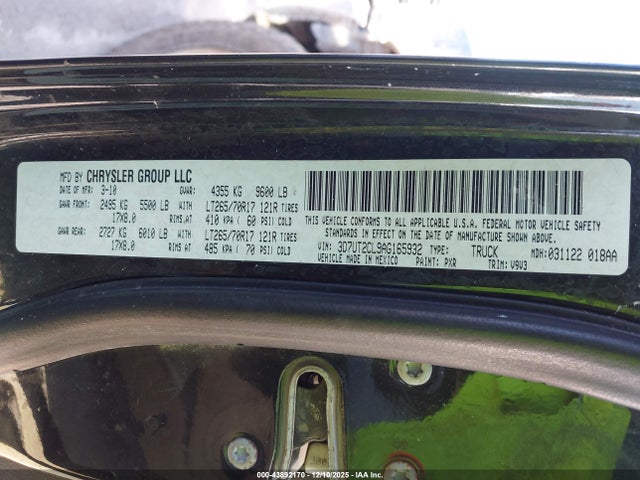 MFD BY CHRYSLER GROUP LLC
DATE OF MFR 3-10 GVWR: 4355 KG 9600 LB
GAWR FRONT: 2495 KG 5500 LB WITH LT265/70R17 121R TIRES
17X8.0 RIMS AT 410 KPA ( 60 PSI) COLD
GAWR REAR: 2727 KG 6010 LB WITH LT265/70R17 121R TIRES
17X8.0 RIMS AT 485 KPA ( 70 PSI) COLD
THIS VEHICLE CONFORMS TO ALL APPLICABLE
U.S.A. FEDERAL MOTOR VEHICLE SAFETY
STANDARDS IN EFFECT ON THE DATE OF MANUFACTURE SHOWN ABOVE.
VIN: 3D7UT2CL9AG165932 TYPE: TRUCK MDH: 031122 018AA
VEHICLE MADE IN MEXICO PAINT: PXR TRIM: V9V3
000-43892170 - 12/10/2025 - IAAI, Inc.